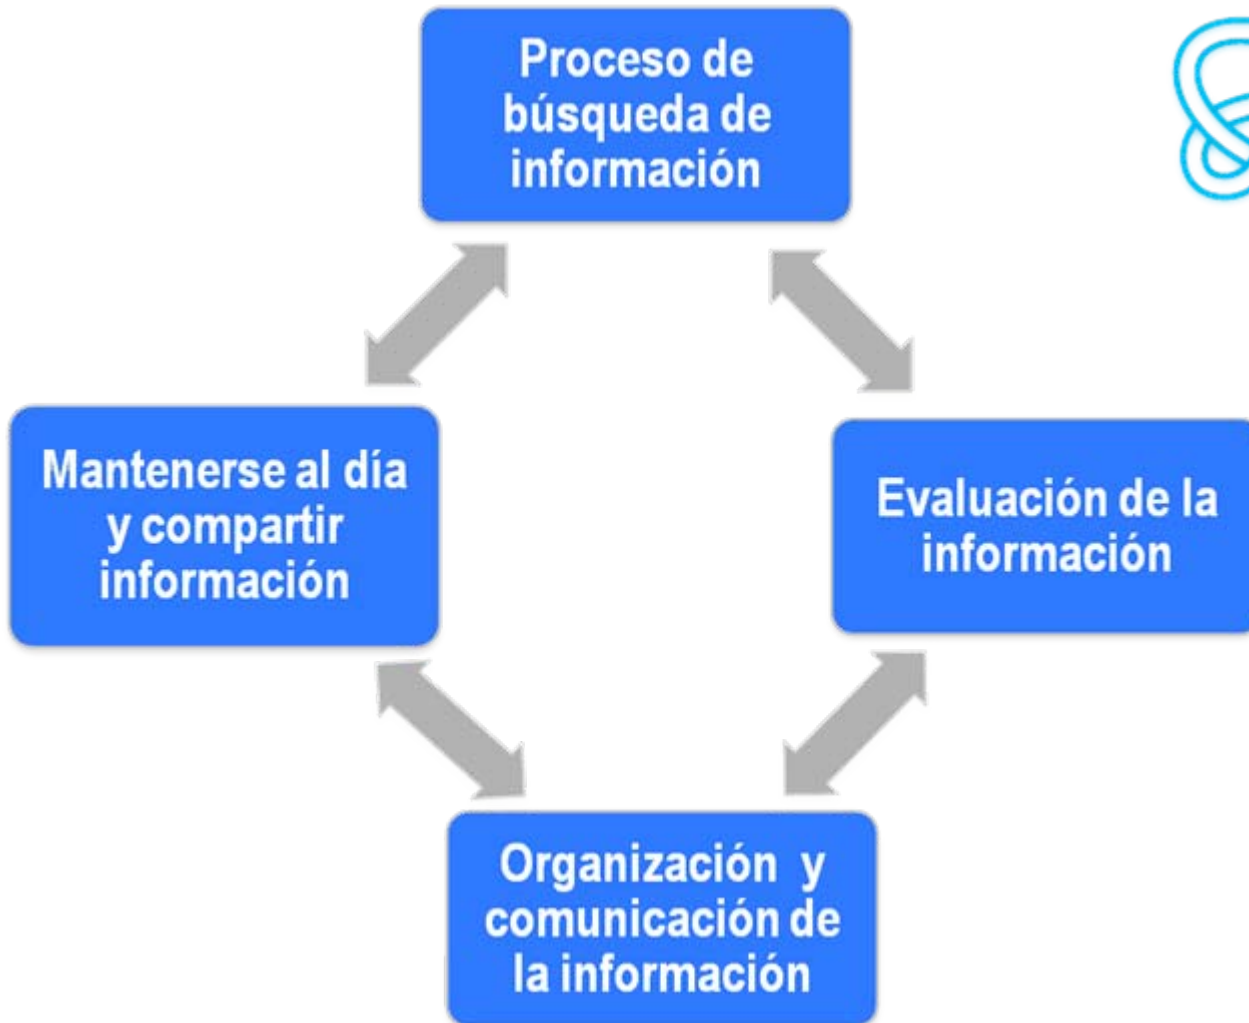 Proceso de
búsqueda de
información
Mantenerse al día
y compartir
información
Evaluación de la
información
Organización y
comunicación de
la información